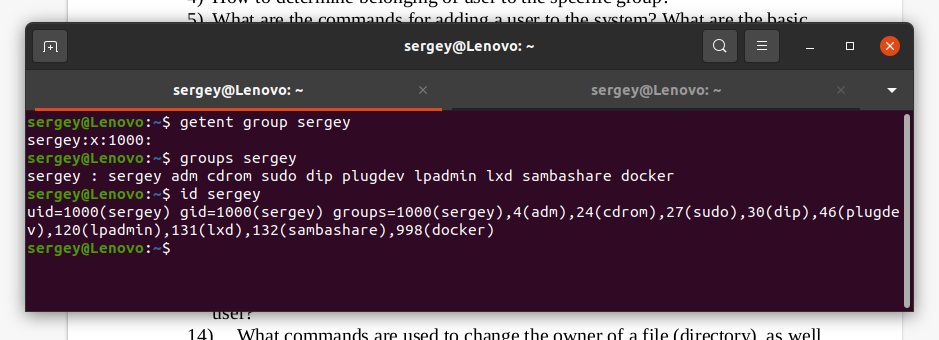 4) How to determine belonging of user to the specific group?
5) What are the commands for adding a user to the system? What are the basic
sergey@Lenovo: ~
sergey@Lenovo: ~
sergey@Lenovo: ~
sergey@Lenovo:~$ getent group sergey
sergey:x:1000:
sergey@Lenovo:~$ groups sergey
sergey : sergey adm cdrom sudo dip plugdev lpadmin lxd sambashare docker
sergey@Lenovo:~$ id sergey
uid=1000(sergey) gid=1000(sergey) groups=1000(sergey),4(adm),24(cdrom),27(sudo),30(dip),46(plugde
v),120(lpadmin),131(lxd),132(sambashare),998(docker)
sergey@Lenovo:~$
user?
14) What commands are used to change the owner of a file (directory), as well